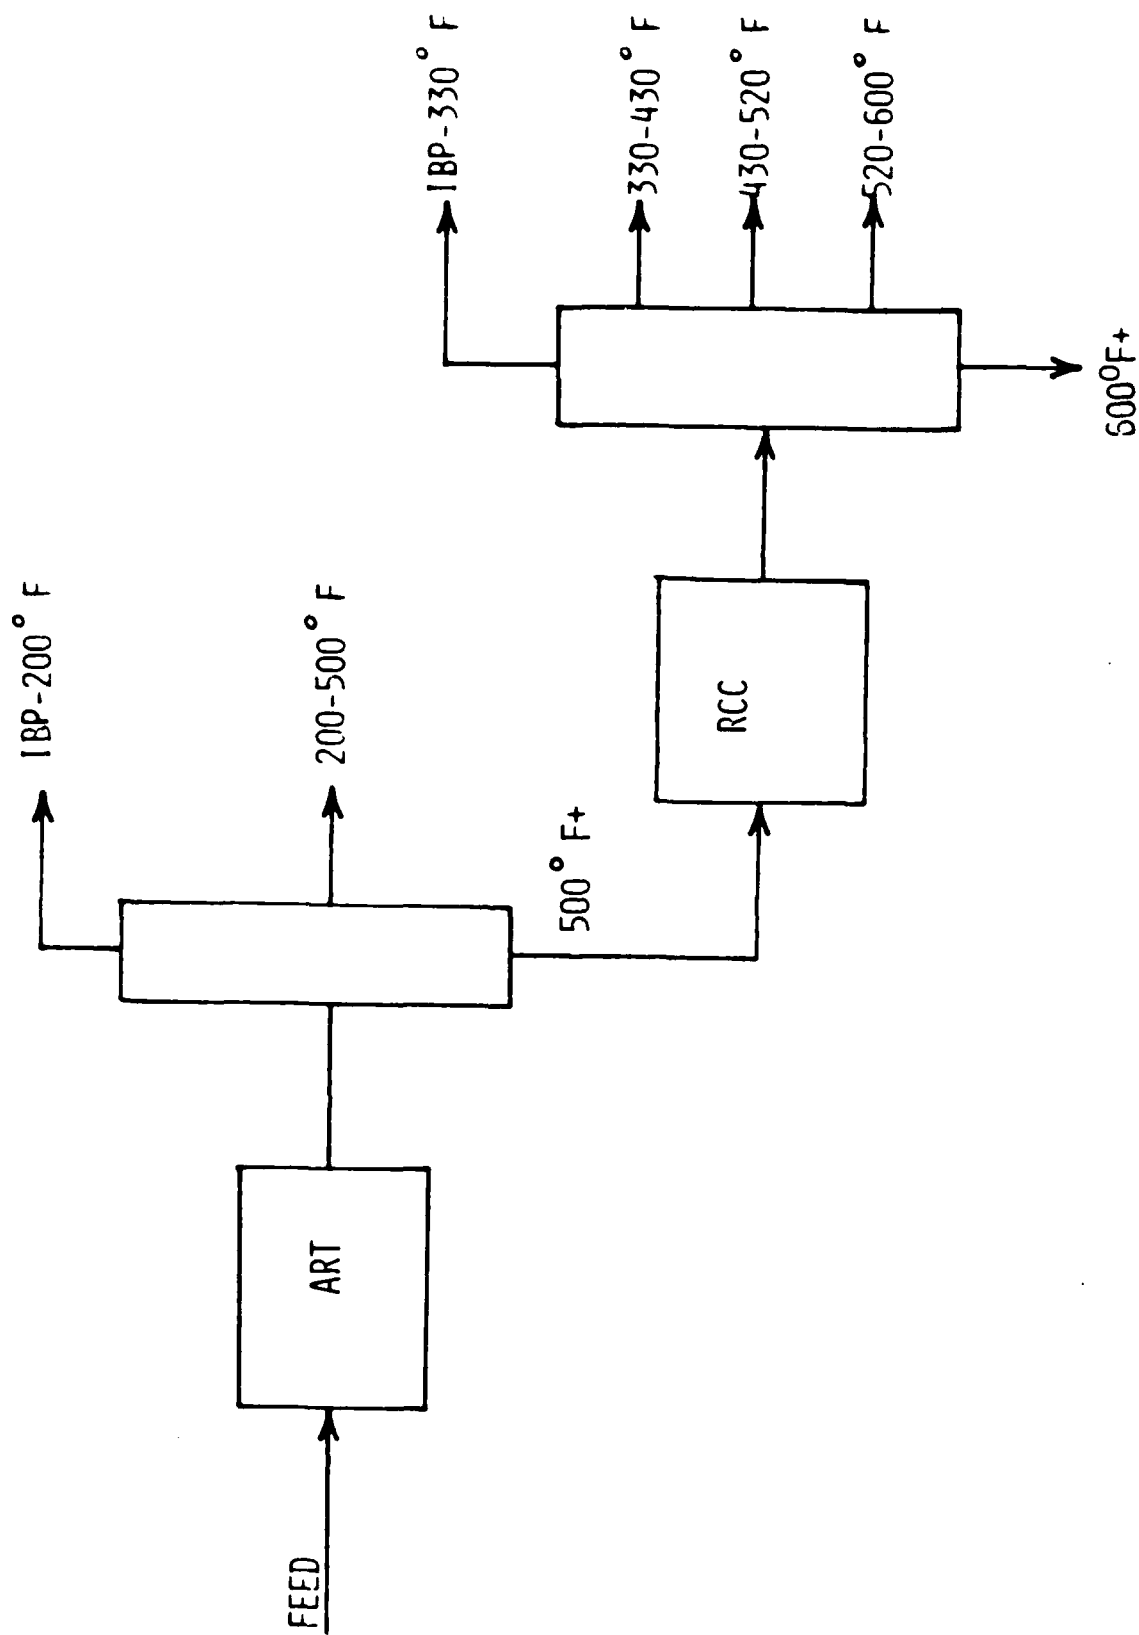 FEED
ART
IBP-200° F
200-500° F
500° F+
RCC
IBP-330° F
330-430° F
430-520° F
520-600° F
600°F+